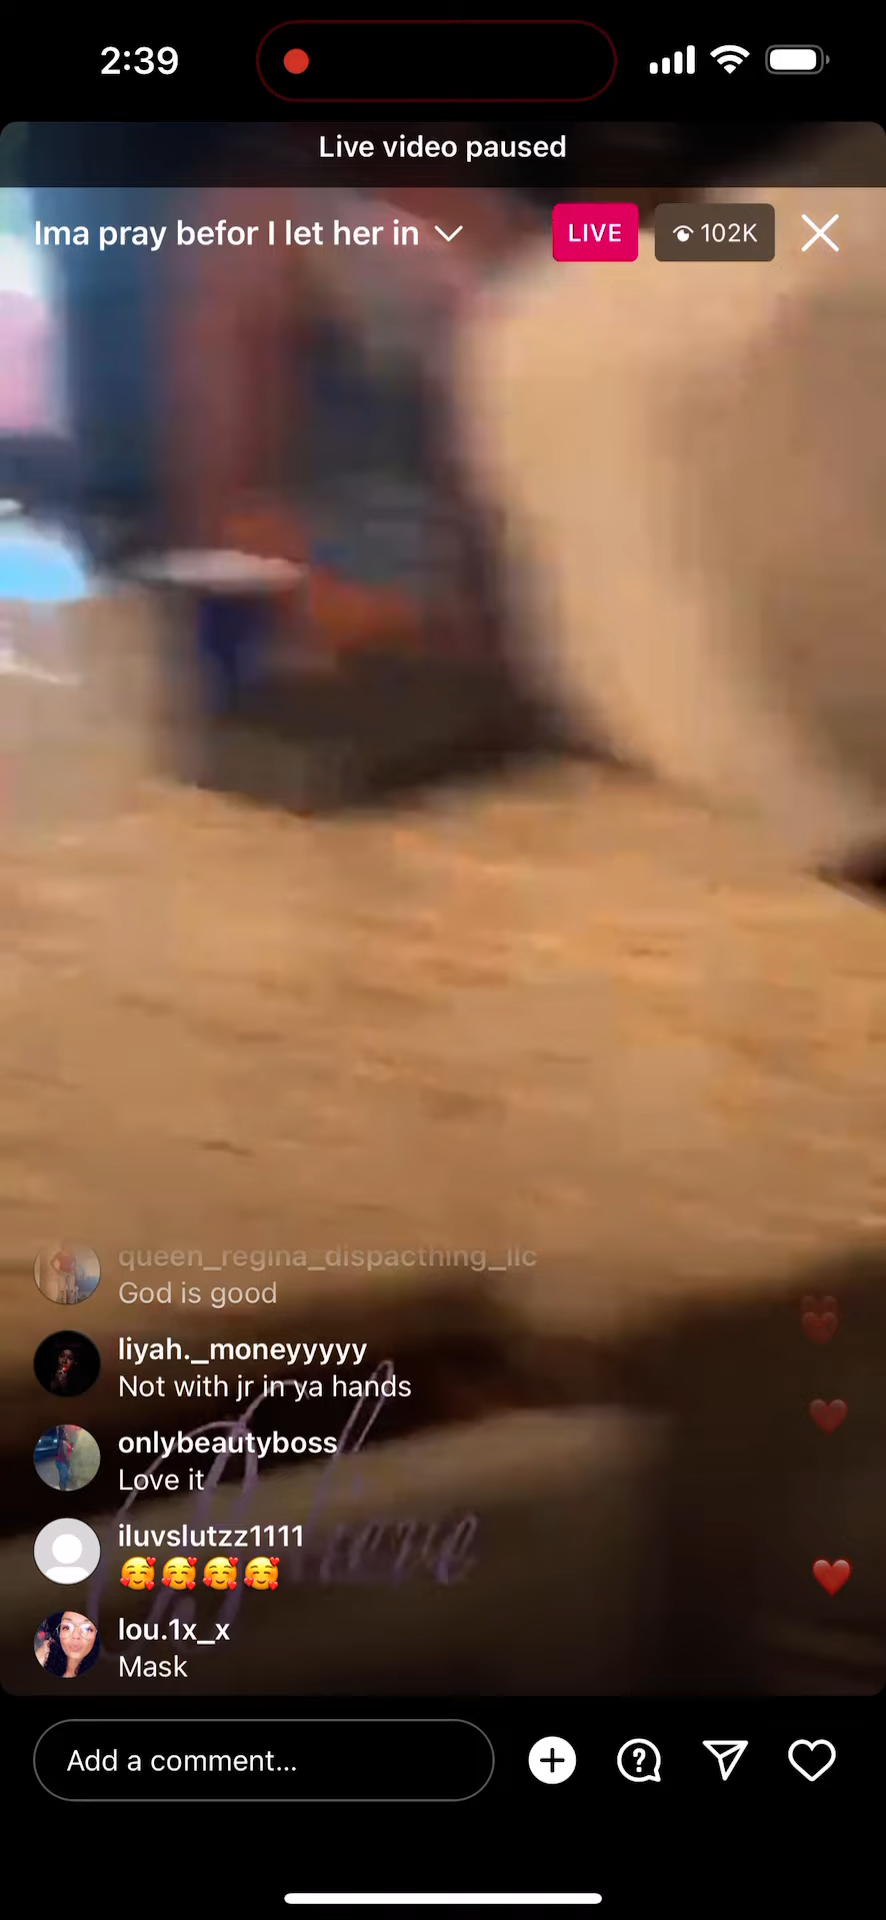 2:39
Live video paused
Ima pray befor I let her in
LIVE
102K
queen_regina_dispacthing_llc
God is good
liyah._moneyyyyy
Not with jr in ya hands
onlybeautyboss
Love it
iluvslutzz1111
🥰🥰🥰🥰
lou.1x_x
Mask
Add a comment...